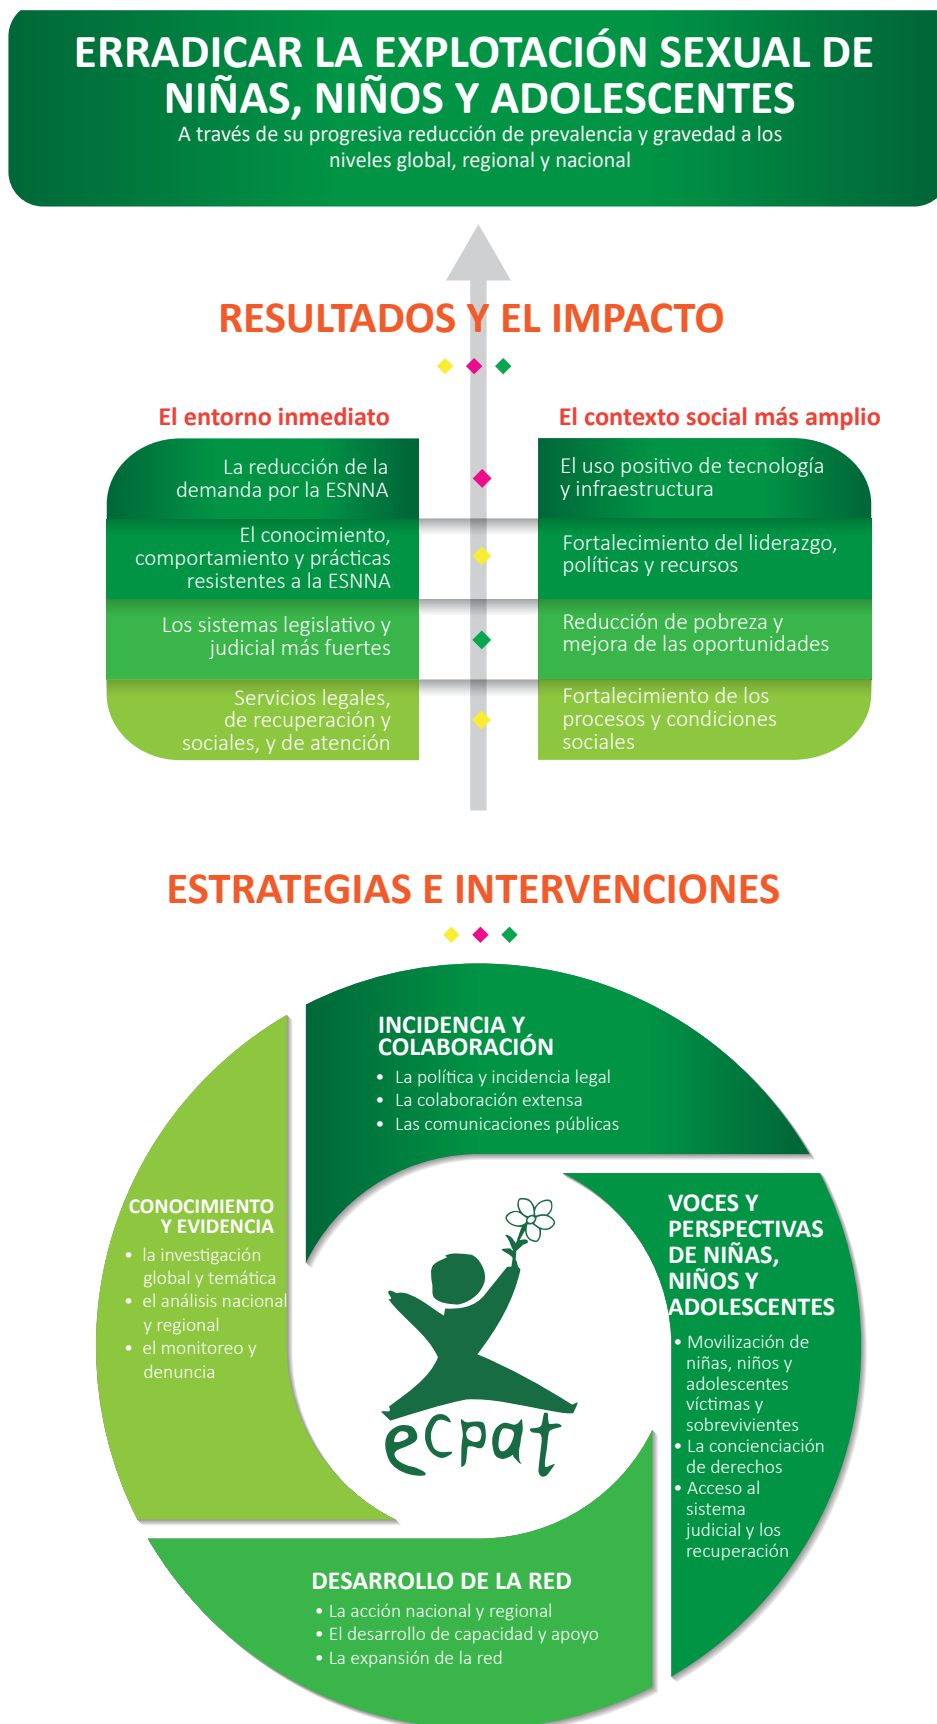 ERRADICAR LA EXPLOTACIÓN SEXUAL DE
NIÑAS, NIÑOS Y ADOLESCENTES
A través de su progresiva reducción de prevalencia y gravedad a los
niveles global, regional y nacional
RESULTADOS Y EL IMPACTO
El entorno inmediato
La reducción de la
demanda por la ESNNA
El conocimiento,
comportamiento y prácticas
resistentes a la ESNNA
Los sistemas legislativo y
judicial más fuertes
Servicios legales,
de recuperación y
sociales, y de atención
El contexto social más amplio
El uso positivo de tecnología
y infraestructura
Fortalecimiento del liderazgo,
políticas y recursos
Reducción de pobreza y
mejora de las oportunidades
Fortalecimiento de los
procesos y condiciones
sociales
ESTRATEGIAS E INTERVENCIONES
INCIDENCIA Y
COLABORACIÓN
• La política y incidencia legal
• La colaboración extensa
• Las comunicaciones públicas
CONOCIMIENTO
Y EVIDENCIA
• la investigación
global y temática
• el análisis nacional
y regional
• el monitoreo y
denuncia
VOCES Y
PERSPECTIVAS
DE NIÑAS,
NIÑOS Y
ADOLESCENTES
• Movilización de
niñas, niños y
adolescentes
víctimas y
sobrevivientes
• La concienciación
de derechos
• Acceso al
sistema
judicial y los
recuperación
ecpat
DESARROLLO DE LA RED
• La acción nacional y regional
• El desarrollo de capacidad y apoyo
• La expansión de la red